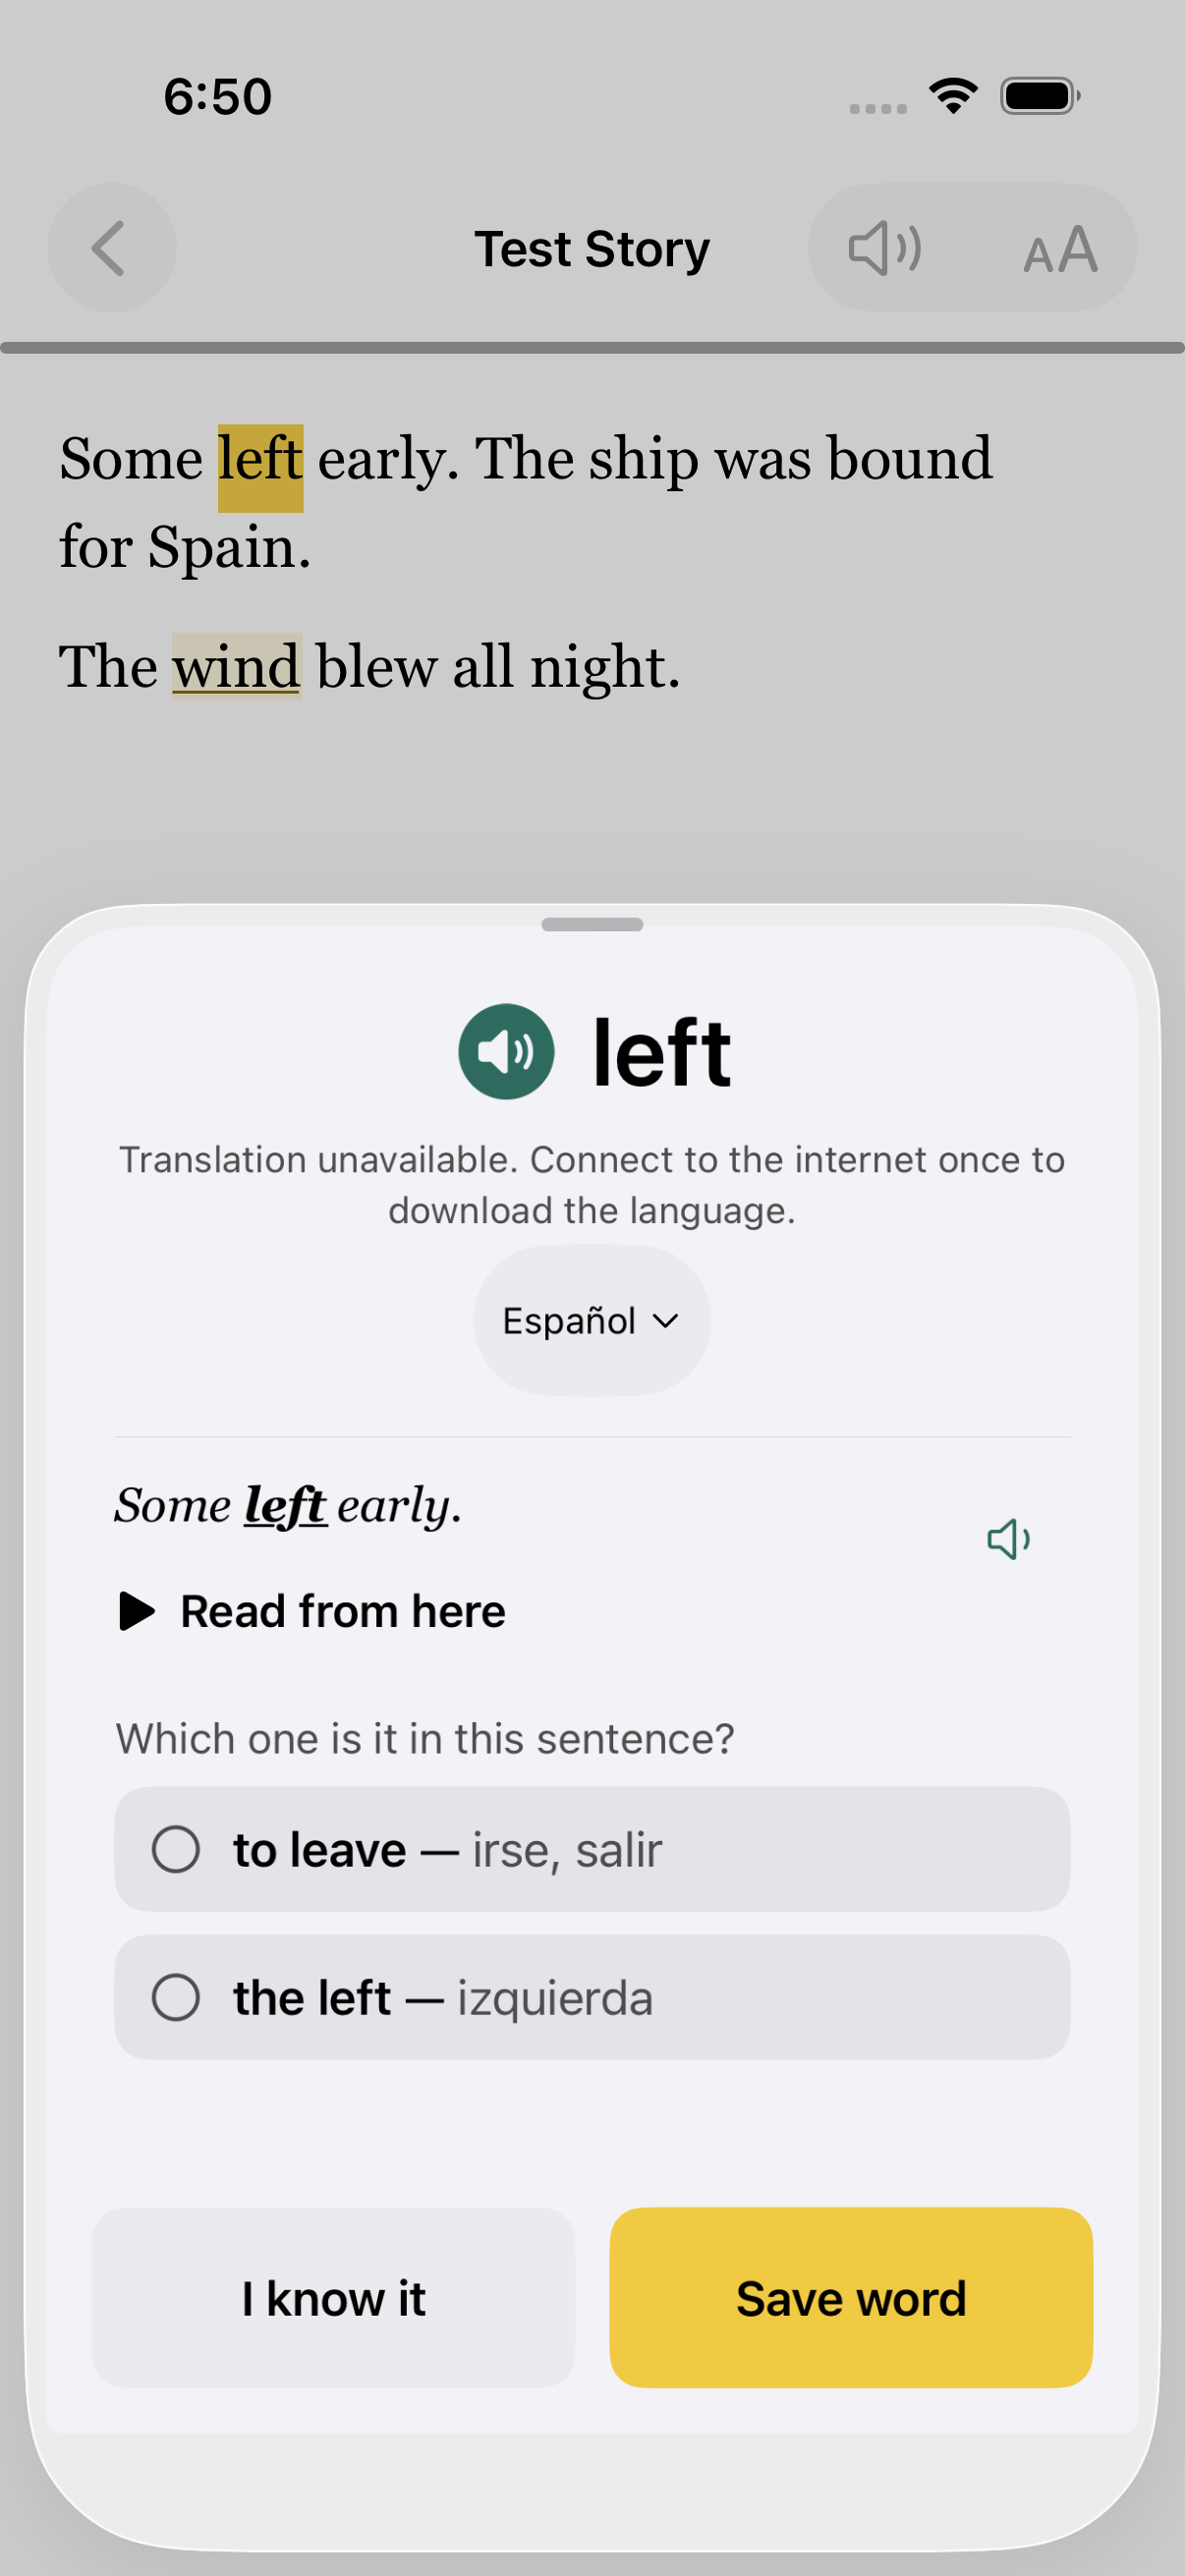 6:50
Test Story
AA
Some left early. The ship was bound
for Spain.
The wind blew all night.
left
Translation unavailable. Connect to the internet once to
download the language.
Español
Some left early.
Read from here
Which one is it in this sentence?
to leave — irse, salir
the left — izquierda
I know it
Save word